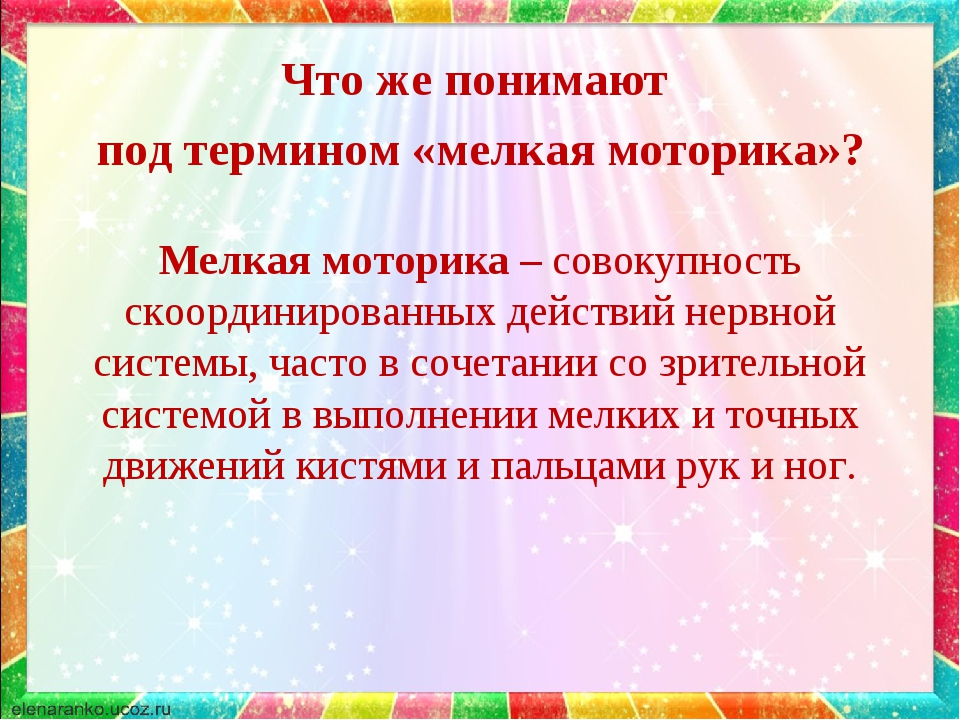 Что же понимают
под термином «мелкая моторика»?
Мелкая моторика – совокупность
скоординированных действий нервной
системы, часто в сочетании со зрительной
системой в выполнении мелких и точных
движений кистями и пальцами рук и ног.
elenaranko.ucoz.ru